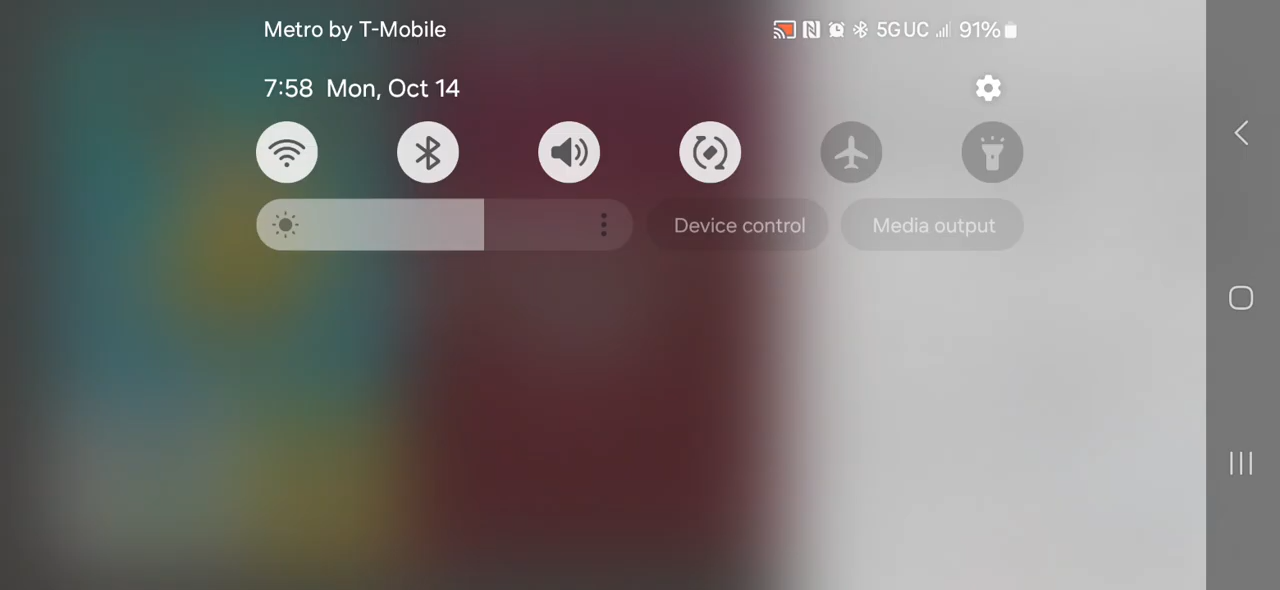 Metro by T-Mobile
5G UC
91%
7:58 Mon, Oct 14
Device control
Media output